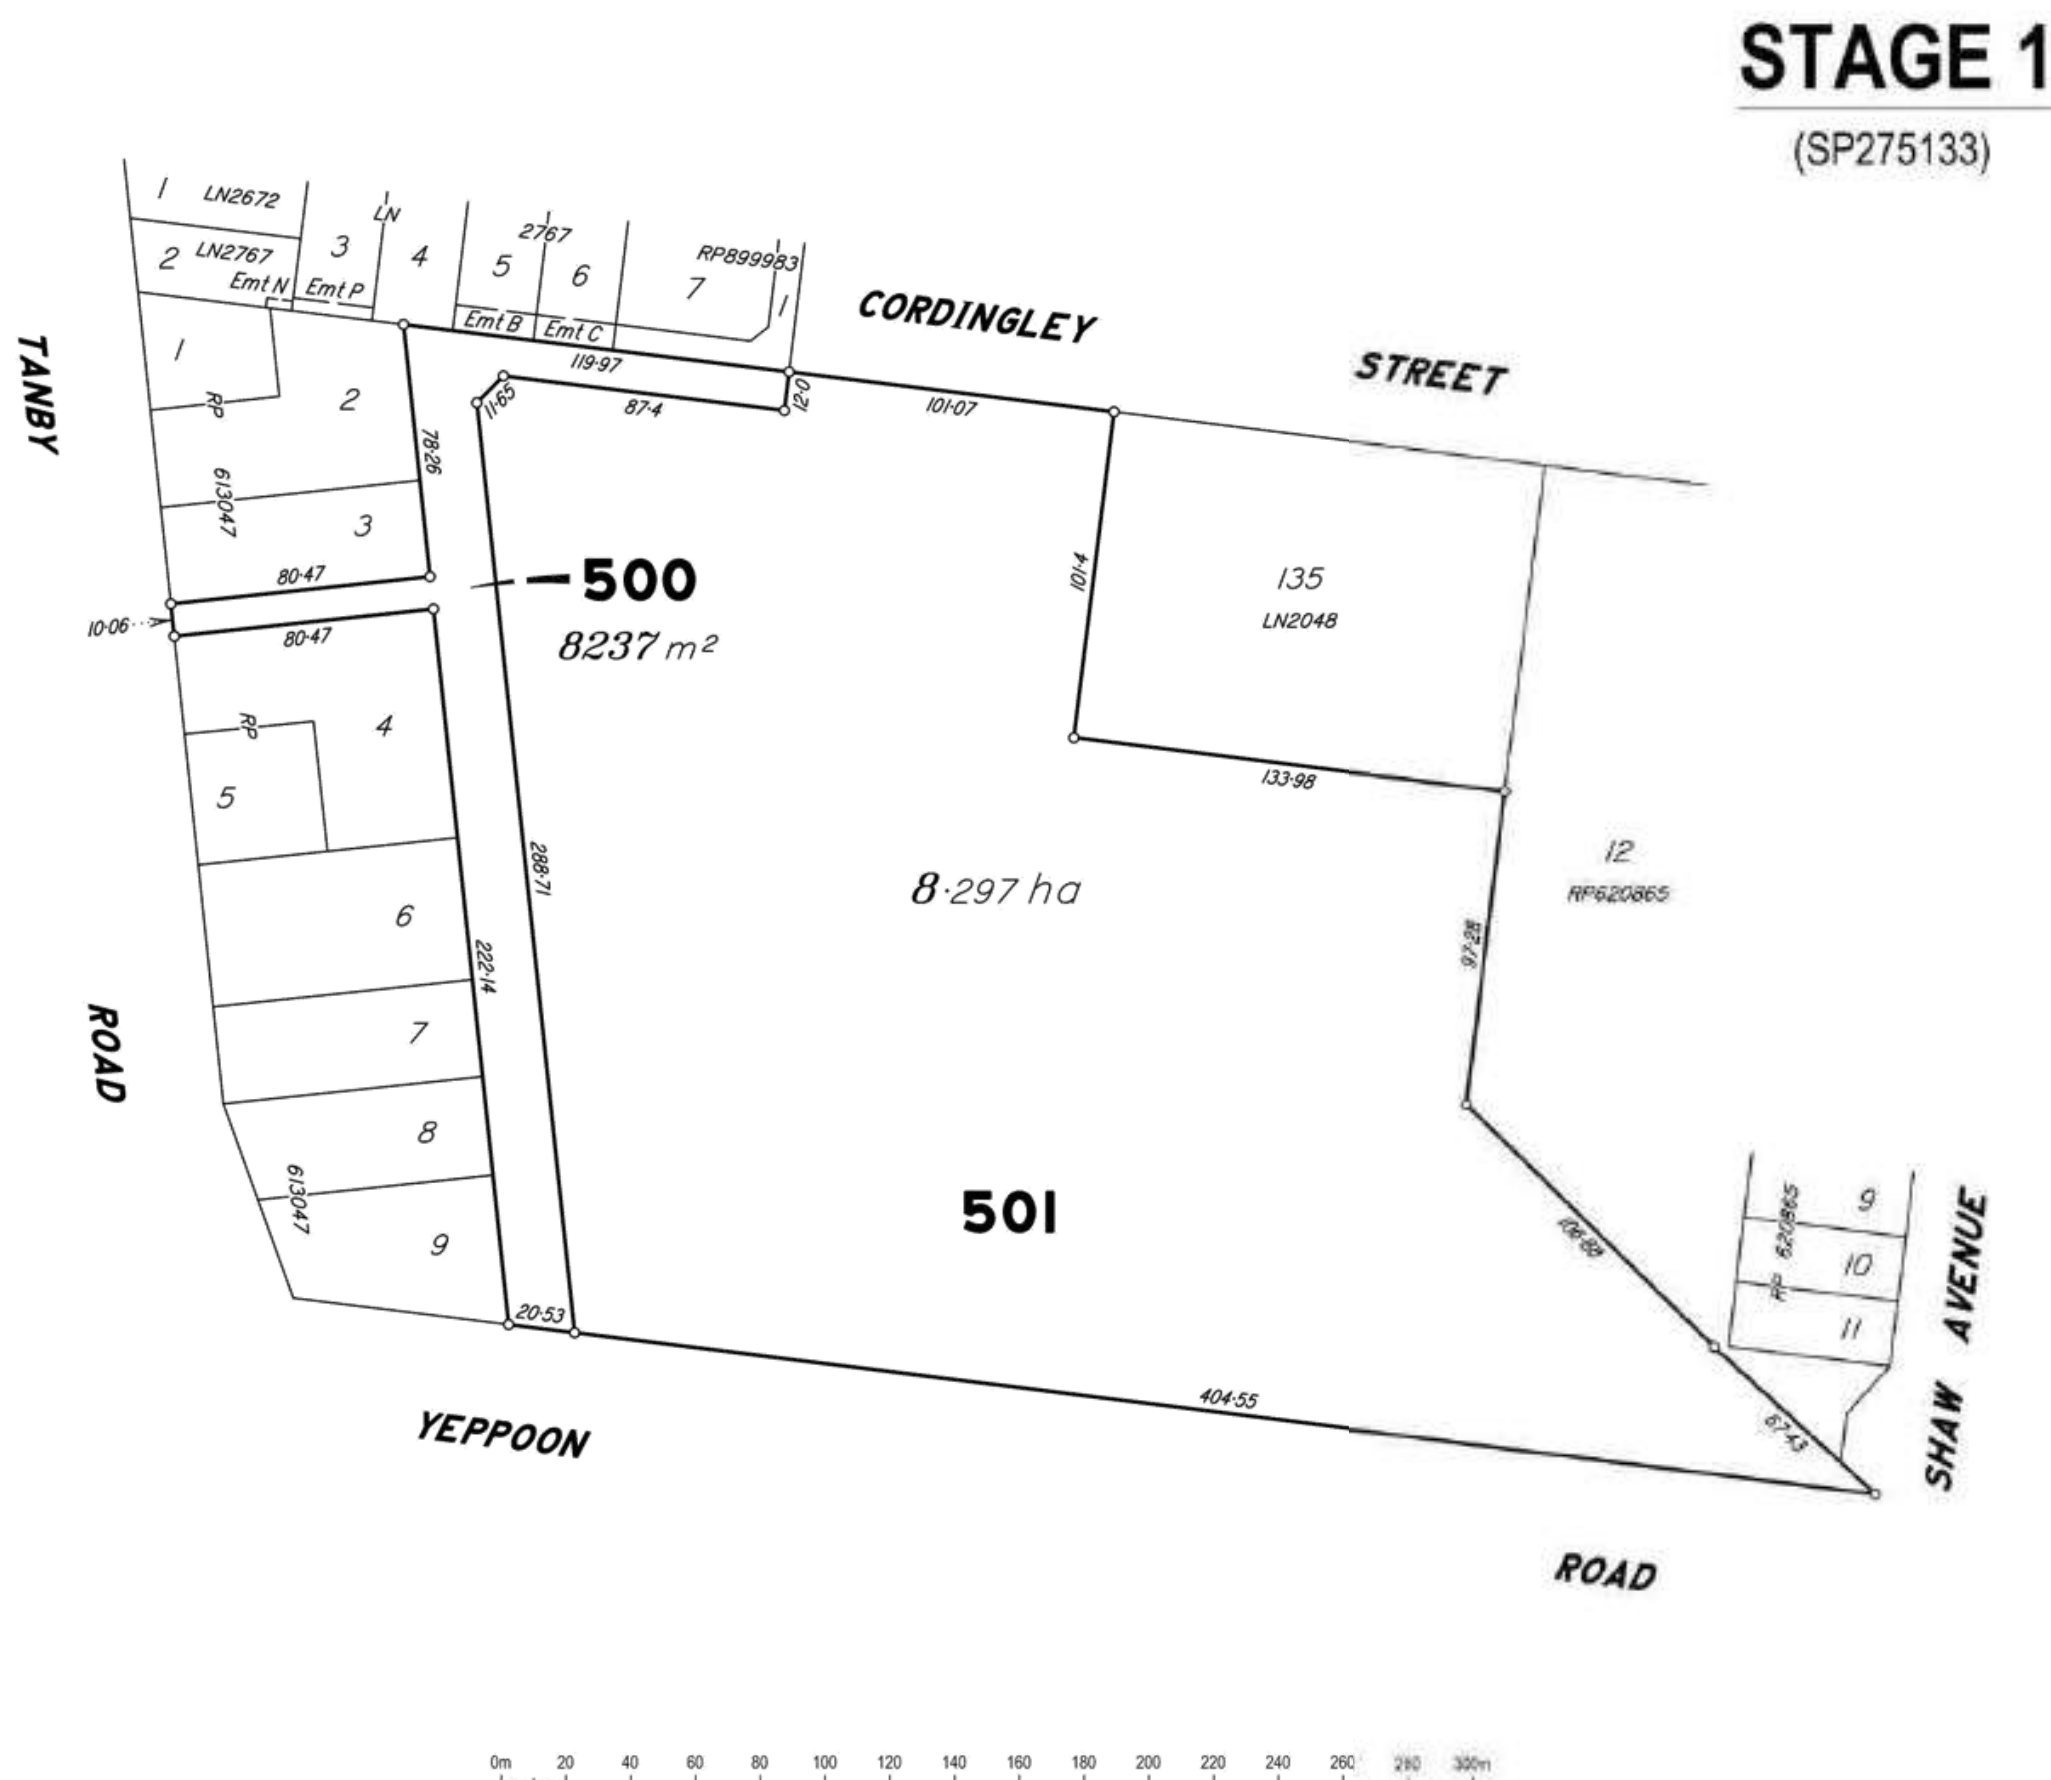 STAGE 1
(SP275133)
1 LN2672
2 LN2767
Emt N
3
Emt P
LN
4
5
2767
6
Emt B
Emt C
RP899983
7
1
CORDINGLEY
STREET
TANBY
1
RP
2
613047
3
119·97
11·65
87·4
12·0
101·07
78·26
80·47
10·06
80·47
500
8237 m²
101·4
135
LN2048
133·98
RP
4
5
6
7
8
9
613047
222·14
288·71
8·297 ha
12
RP620865
97·28
ROAD
501
106·80
67·43
RP 620865
9
10
11
SHAW AVENUE
20·53
404·55
YEPPOON
ROAD
0m 20 40 60 80 100 120 140 160 180 200 220 240 260 280 300m